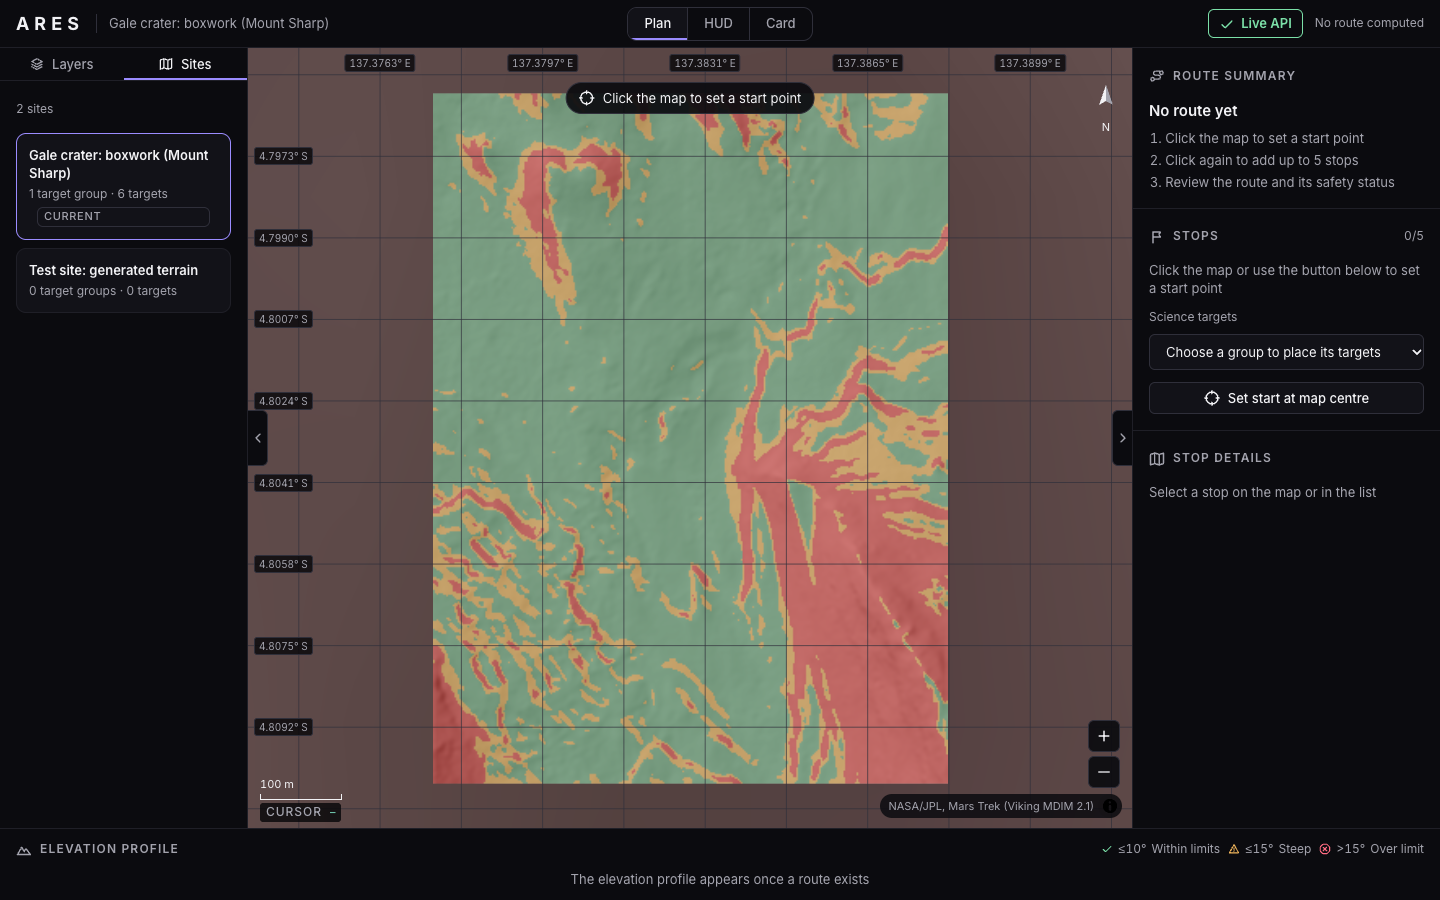 ARES
Gale crater: boxwork (Mount Sharp)
Plan
HUD
Card
Live API
No route computed
Layers
Sites
2 sites
Gale crater: boxwork (Mount
Sharp)
1 target group · 6 targets
CURRENT
Test site: generated terrain
0 target groups · 0 targets
137.3763° E
137.3797° E
137.3831° E
137.3865° E
137.3899° E
Click the map to set a start point
N
4.7973° S
4.7990° S
4.8007° S
4.8024° S
4.8041° S
4.8058° S
4.8075° S
4.8092° S
100 m
CURSOR –
+
−
NASA/JPL, Mars Trek (Viking MDIM 2.1)
ROUTE SUMMARY
No route yet
1. Click the map to set a start point
2. Click again to add up to 5 stops
3. Review the route and its safety status
STOPS
0/5
Click the map or use the button below to set
a start point
Science targets
Choose a group to place its targets
Set start at map centre
STOP DETAILS
Select a stop on the map or in the list
ELEVATION PROFILE
≤10° Within limits
≤15° Steep
>15° Over limit
The elevation profile appears once a route exists